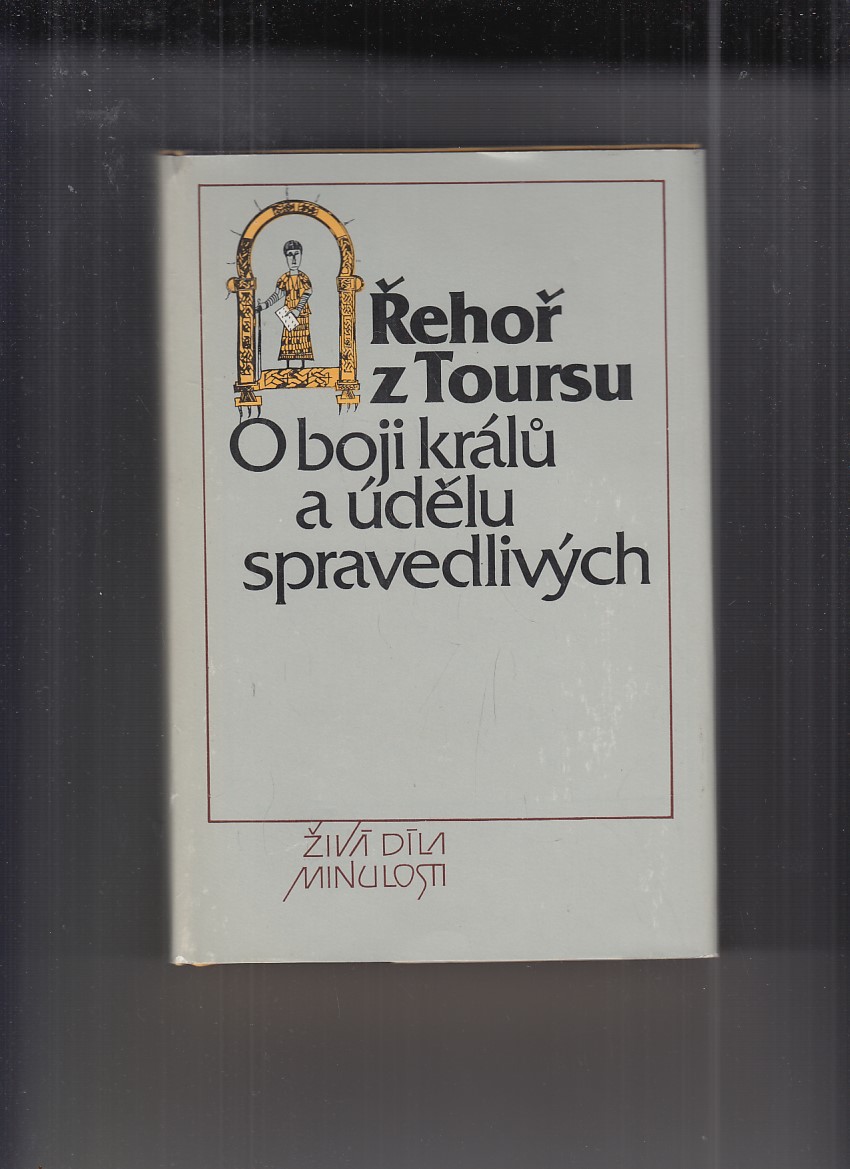 Řehoř
z Toursu
O boji králů
a údělu
spravedlivých
ŽIVÁ DÍLA
MINULOSTI